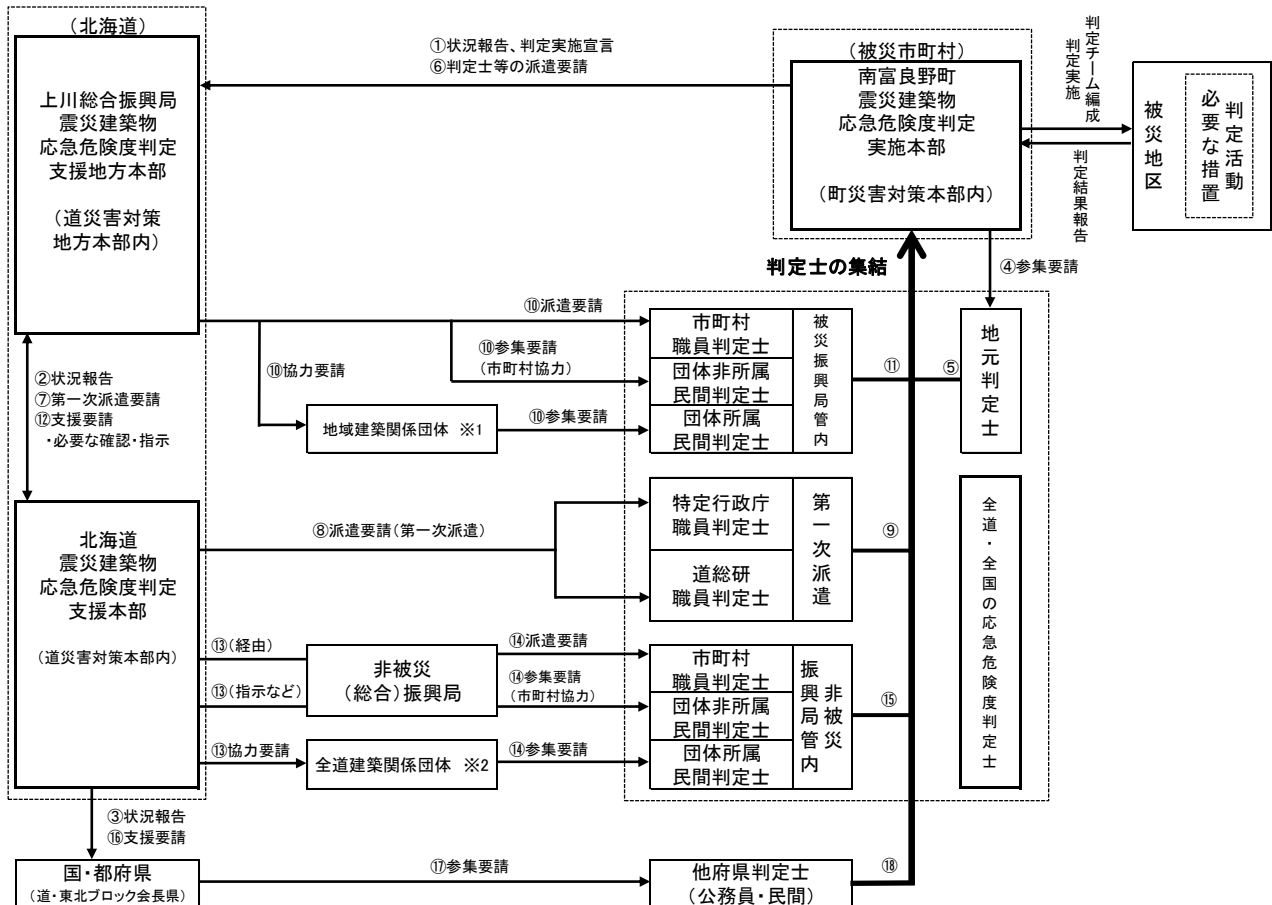 (北海道)
上川総合振興局
震災建築物
応急危険度判定
支援地方本部
(道災害対策
地方本部内)
①状況報告、判定実施宣言
⑥判定士等の派遣要請
(被災市町村)
南富良野町
震災建築物
応急危険度判定
実施本部
(町災害対策本部内)
判定チーム編成
判定実施
判定結果報告
被災地区
判定活動
必要な措置
判定士の集結
④参集要請
⑩派遣要請
⑩参集要請
(市町村協力)
⑩協力要請
地域建築関係団体 ※1
⑩参集要請
市町村
職員判定士
団体非所属
民間判定士
団体所属
民間判定士
被災振興局管内
⑪
⑤
地元判定士
②状況報告
⑦第一次派遣要請
⑫支援要請
・必要な確認・指示
北海道
震災建築物
応急危険度判定
支援本部
(道災害対策本部内)
⑧派遣要請(第一次派遣)
特定行政庁
職員判定士
道総研
職員判定士
第一次派遣
⑨
全道・全国の応急危険度判定士
⑬(経由)
⑬(指示など)
非被災
(総合)振興局
⑭派遣要請
⑭参集要請
(市町村協力)
⑬協力要請
全道建築関係団体 ※2
⑭参集要請
市町村
職員判定士
団体非所属
民間判定士
団体所属
民間判定士
非被災
振興局管内
⑮
③状況報告
⑯支援要請
国・都府県
(道・東北ブロック会長県)
⑰参集要請
他府県判定士
(公務員・民間)
⑱